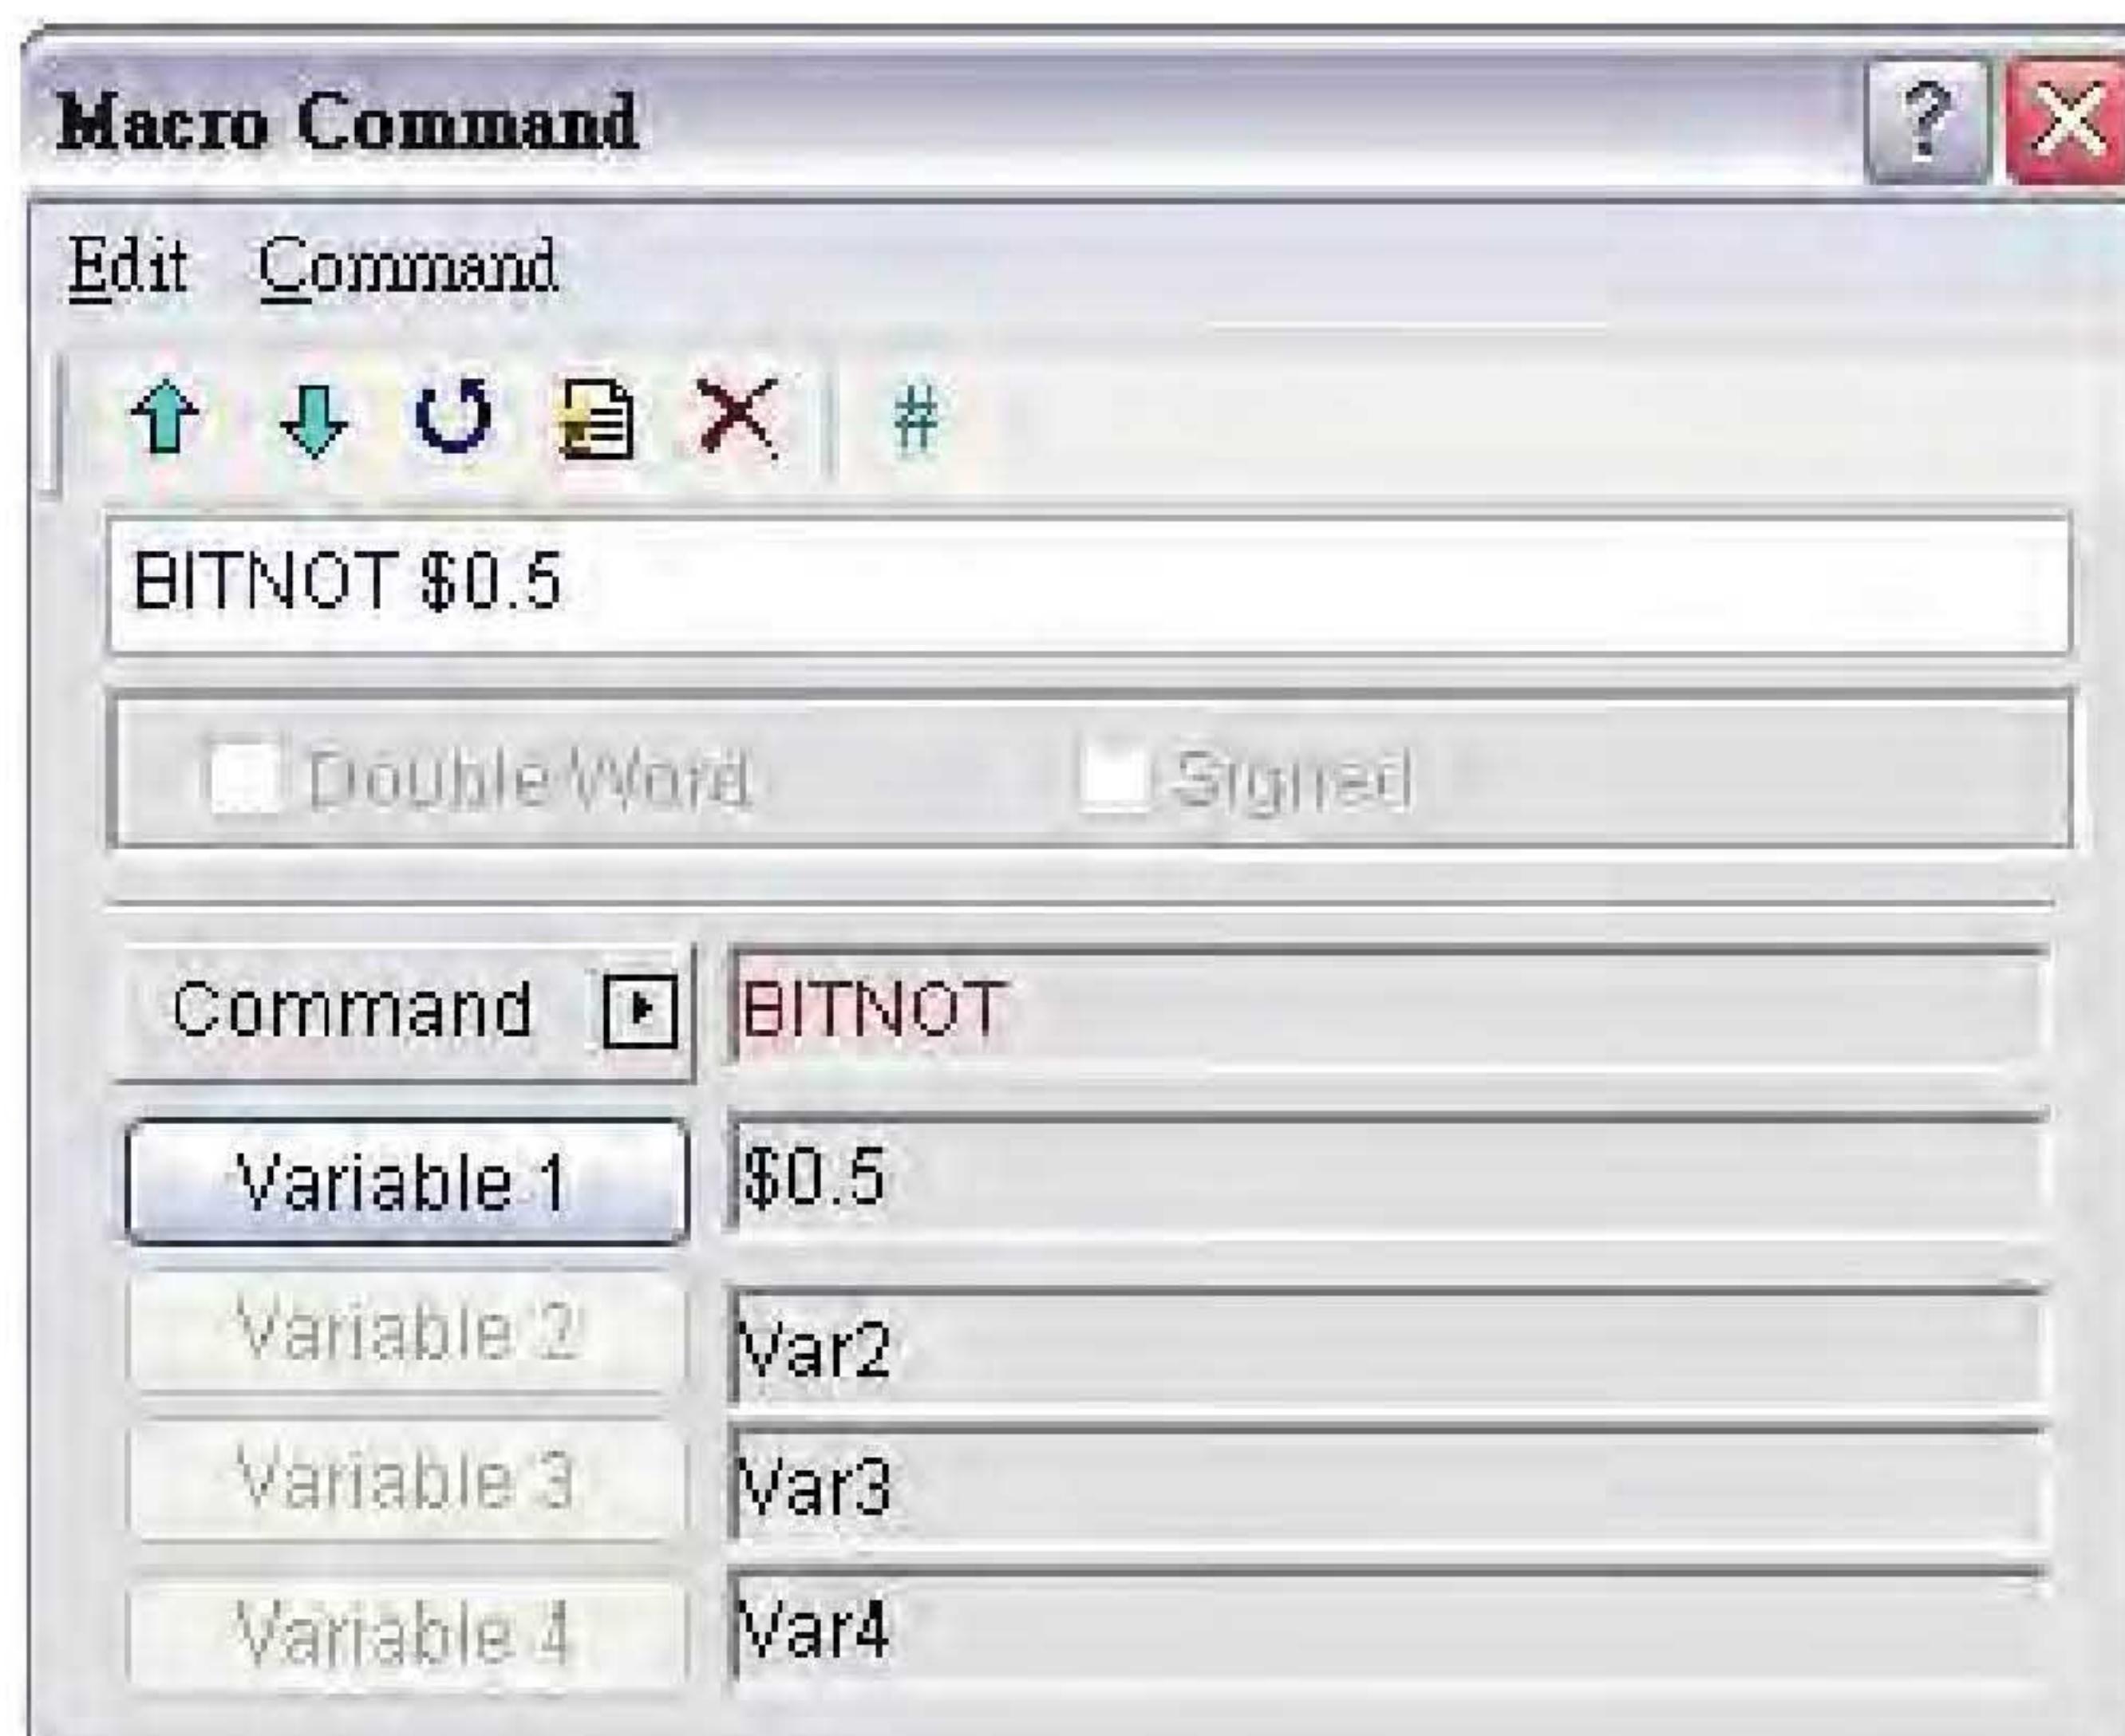 Macro Command
?
Edit Command
#
BITNOT $0.5
Double Word Signed
Command BITNOT
Variable 1 $0.5
Variable 2 Var2
Variable 3 Var3
Variable 4 Var4